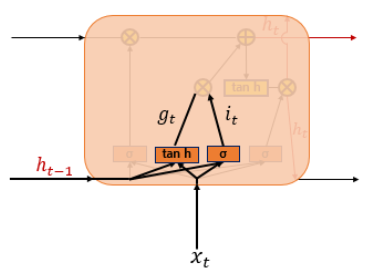 h_t
tan h
g_t
i_t
h_t
σ
tan h
σ
σ
h_{t-1}
x_t